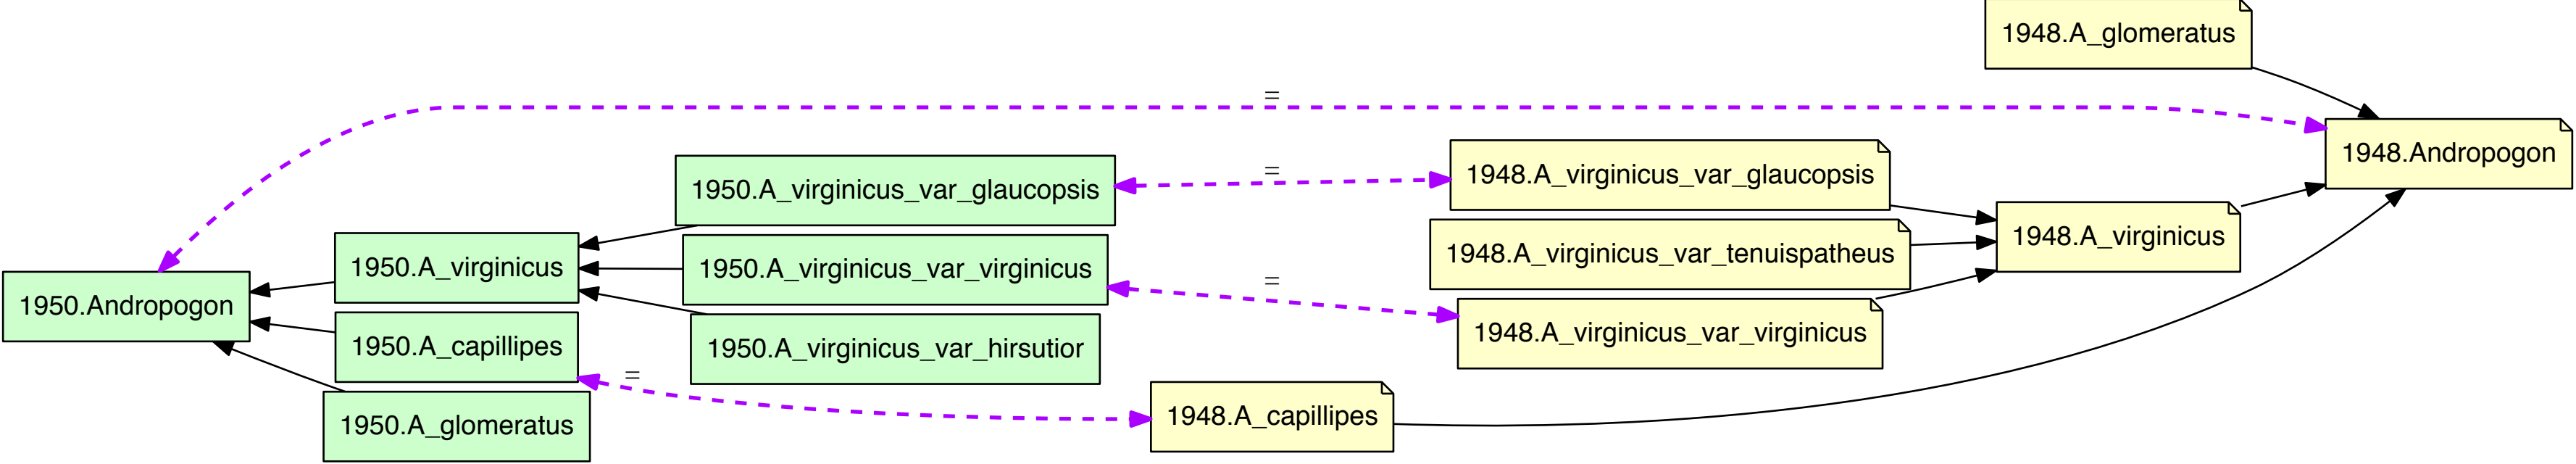 1948.A_glomeratus
=
1948.Andropogon
=
1950.A_virginicus_var_glaucopsis
1948.A_virginicus_var_glaucopsis
1948.A_virginicus
1950.A_virginicus
1950.A_virginicus_var_virginicus
1948.A_virginicus_var_tenuispatheus
=
1950.Andropogon
1948.A_virginicus_var_virginicus
1950.A_capillipes
1950.A_virginicus_var_hirsutior
=
1948.A_capillipes
1950.A_glomeratus